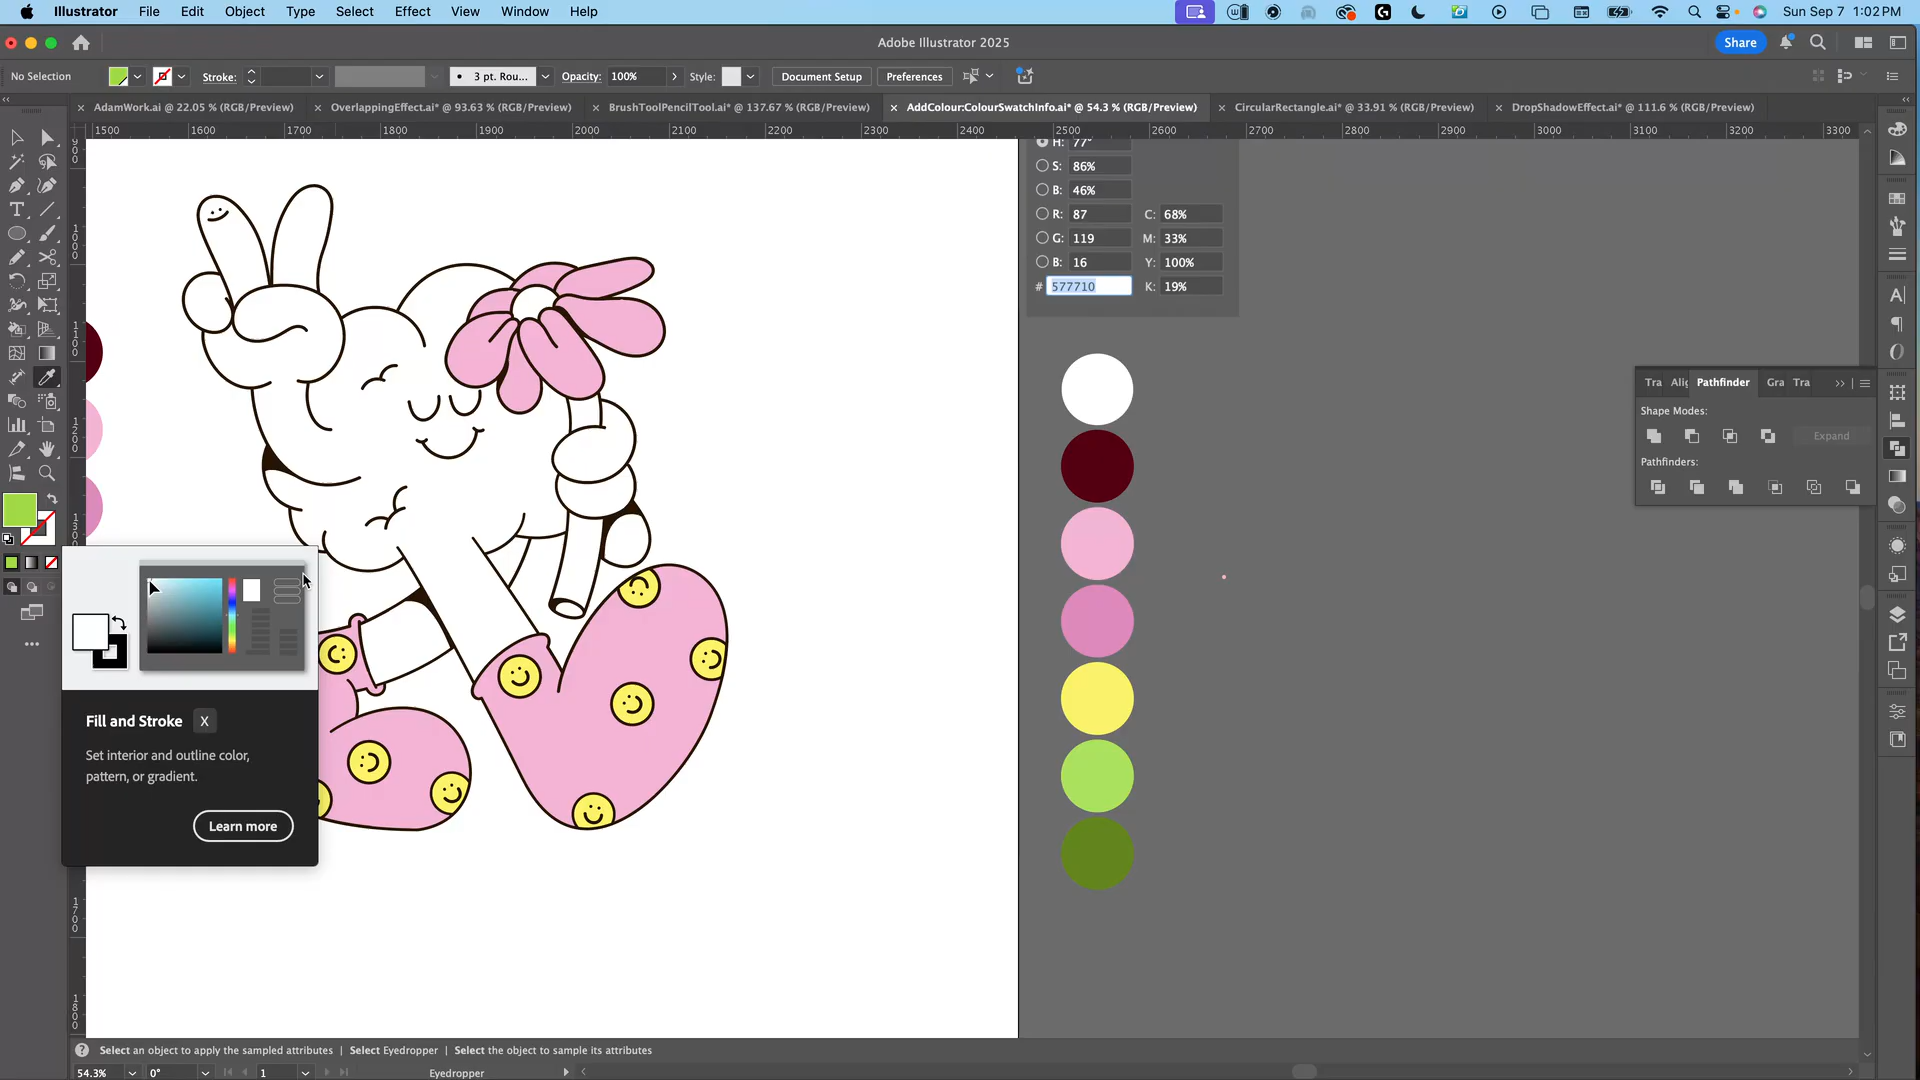 Illustrator File Edit Object Type Select Effect View Window Help
Sun Sep 7 1:02 PM
Adobe Illustrator 2025
Share
No Selection
Stroke:
3 pt. Rou...
Opacity: 100%
Style:
Document Setup
Preferences
AdamWork.ai @ 22.05 % (RGB/Preview)
OverlappingEffect.ai* @ 93.63 % (RGB/Preview)
BrushToolPencilTool.ai* @ 137.67 % (RGB/Preview)
AddColour:ColourSwatchInfo.ai* @ 54.3 % (RGB/Preview)
CircularRectangle.ai* @ 33.91 % (RGB/Preview)
DropShadowEffect.ai* @ 111.6 % (RGB/Preview)
1500 1600 1700 1800 1900 2000 2100 2200 2300 2400 2500 2600 2700 2800 2900 3000 3100 3200 3300
H: 77°
S: 86%
B: 46%
R: 87 C: 68%
G: 119 M: 33%
B: 16 Y: 100%
# 577710 K: 19%
1000
1100
1200
1700
1800
Tra Alig Pathfinder Gra Tra
Shape Modes:
Expand
Pathfinders:
Fill and Stroke X
Set interior and outline color,
pattern, or gradient.
Learn more
Select an object to apply the sampled attributes | Select Eyedropper | Select the object to sample its attributes
54.3% 0° 1 Eyedropper